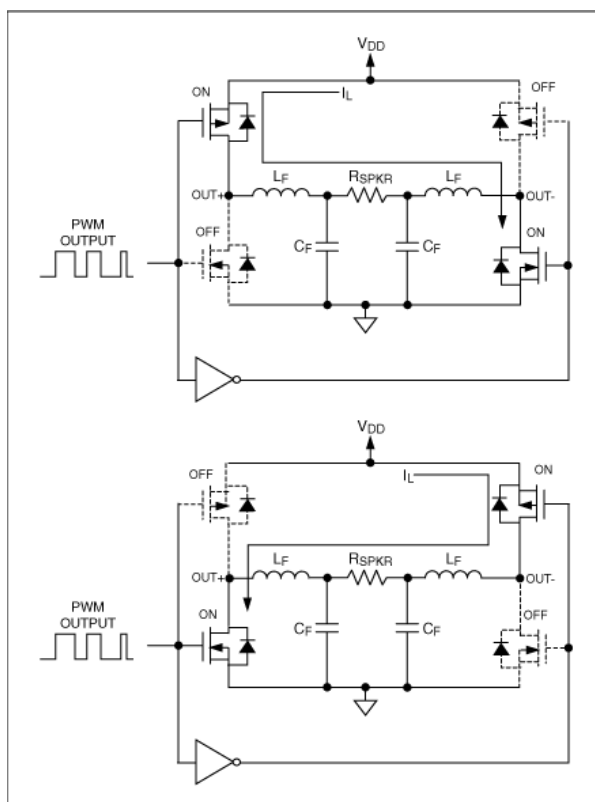 VDD
ON
OFF
IL
LF
RSPKR
LF
OUT+
OUT-
PWM
OUTPUT
OFF
ON
CF
CF
VDD
OFF
ON
IL
LF
RSPKR
LF
OUT+
OUT-
PWM
OUTPUT
ON
OFF
CF
CF